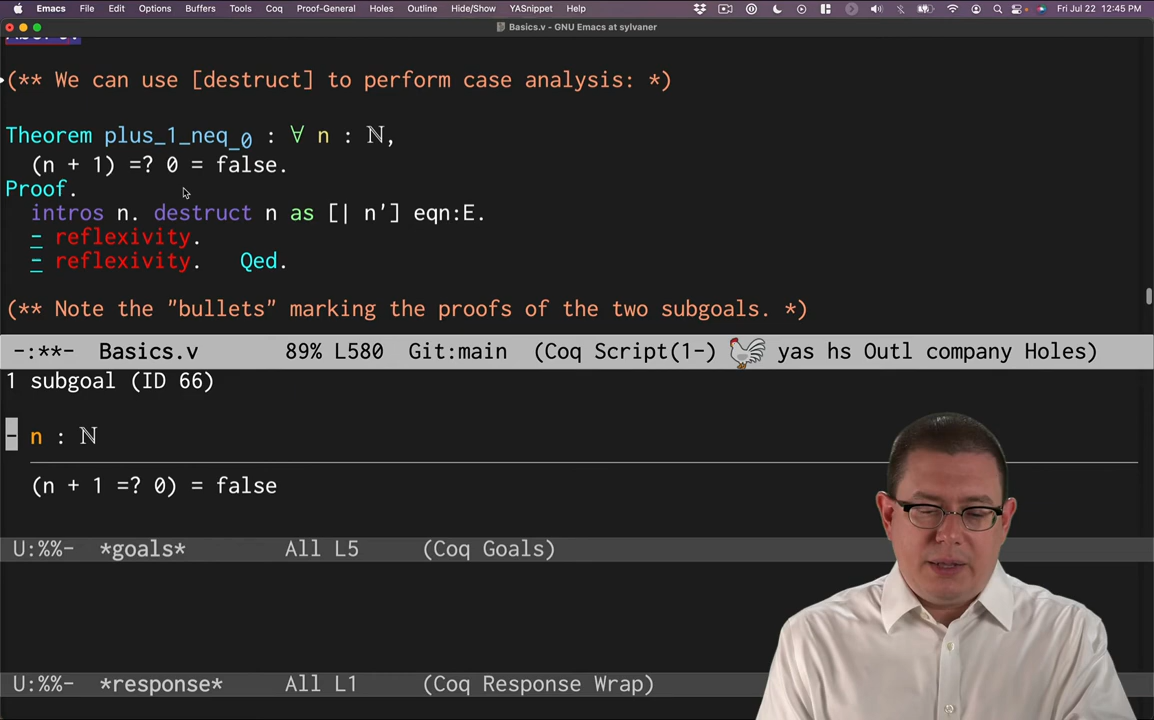 Emacs File Edit Options Buffers Tools Coq Proof-General Holes Outline Hide/Show YASnippet Help Fri Jul 22 12:45 PM
Basics.v - GNU Emacs at sylvaner
(** We can use [destruct] to perform case analysis: *)
Theorem plus_1_neq_0 : ∀ n : ℕ,
(n + 1) =? 0 = false.
Proof.
intros n. destruct n as [| n'] eqn:E.
- reflexivity.
- reflexivity. Qed.
(** Note the "bullets" marking the proofs of the two subgoals. *)
-:**- Basics.v 89% L580 Git:main (Coq Script(1-) yas hs Outl company Holes)
1 subgoal (ID 66)
- n : ℕ
(n + 1 =? 0) = false
U:%%- *goals* All L5 (Coq Goals)
U:%%- *response* All L1 (Coq Response Wrap)